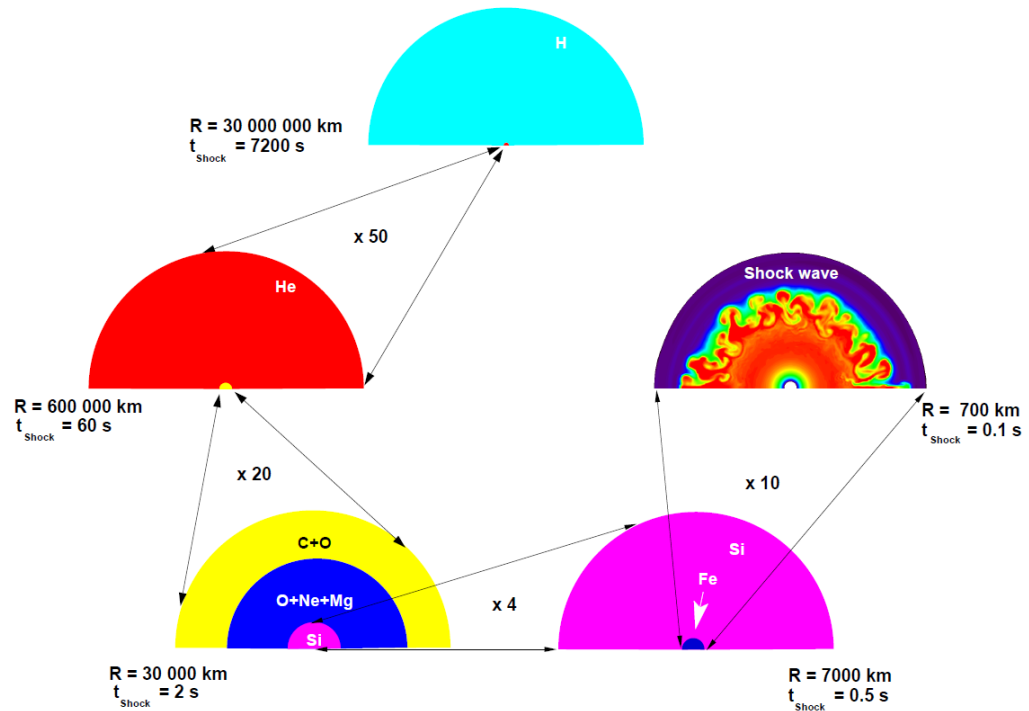 H
R = 30 000 000 km
t Shock = 7200 s
x 50
He
Shock wave
R = 600 000 km
t Shock = 60 s
R = 700 km
t Shock = 0.1 s
x 20
x 10
C+O
O+Ne+Mg
Si
x 4
Si
Fe
R = 30 000 km
t Shock = 2 s
R = 7000 km
t Shock = 0.5 s